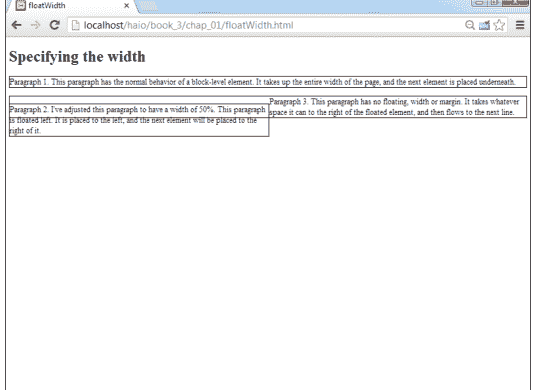 floatWidth
localhost/haio/book_3/chap_01/floatWidth.html
Specifying the width
Paragraph 1. This paragraph has the normal behavior of a block-level element. It takes up the entire width of the page, and the next element is placed underneath.
Paragraph 2. I've adjusted this paragraph to have a width of 50%. This paragraph
is floated left. It is placed to the left, and the next element will be placed to the
right of it.
Paragraph 3. This paragraph has no floating, width or margin. It takes whatever
space it can to the right of the floated element, and then flows to the next line.